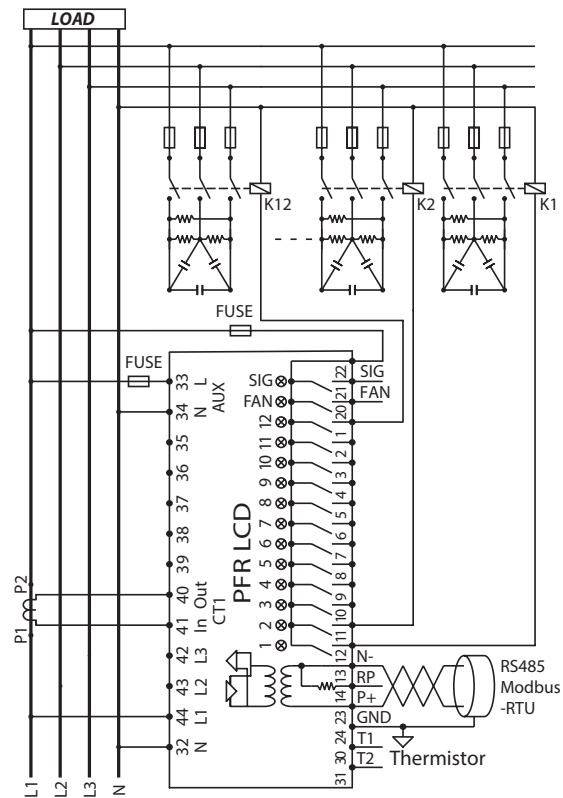 LOAD
K12
K2
K1
FUSE
FUSE
33 L
34 N
AUX
35
36
37
38
39
40 Out
41 In
CT1
42 L3
43 L2
44 L1
32 N
P2
P1
PFR LCD
SIG
FAN
12
11
10
9
8
7
6
5
4
3
2
1
22 SIG
21 FAN
20
1
2
3
4
5
6
7
8
9
10
11
12 N-
13 RP
14 P+
23 GND
24 T1
30 T2
31
RS485
Modbus
-RTU
Thermistor
L1
L2
L3
N